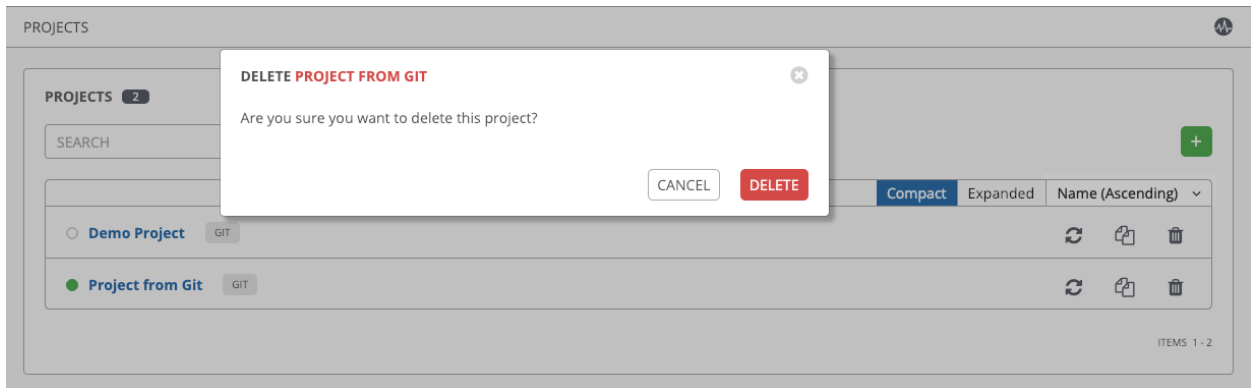 PROJECTS
DELETE PROJECT FROM GIT
Are you sure you want to delete this project?
CANCEL DELETE
PROJECTS 2
SEARCH
+
Compact Expanded Name (Ascending)
Demo Project GIT
Project from Git GIT
ITEMS 1 - 2